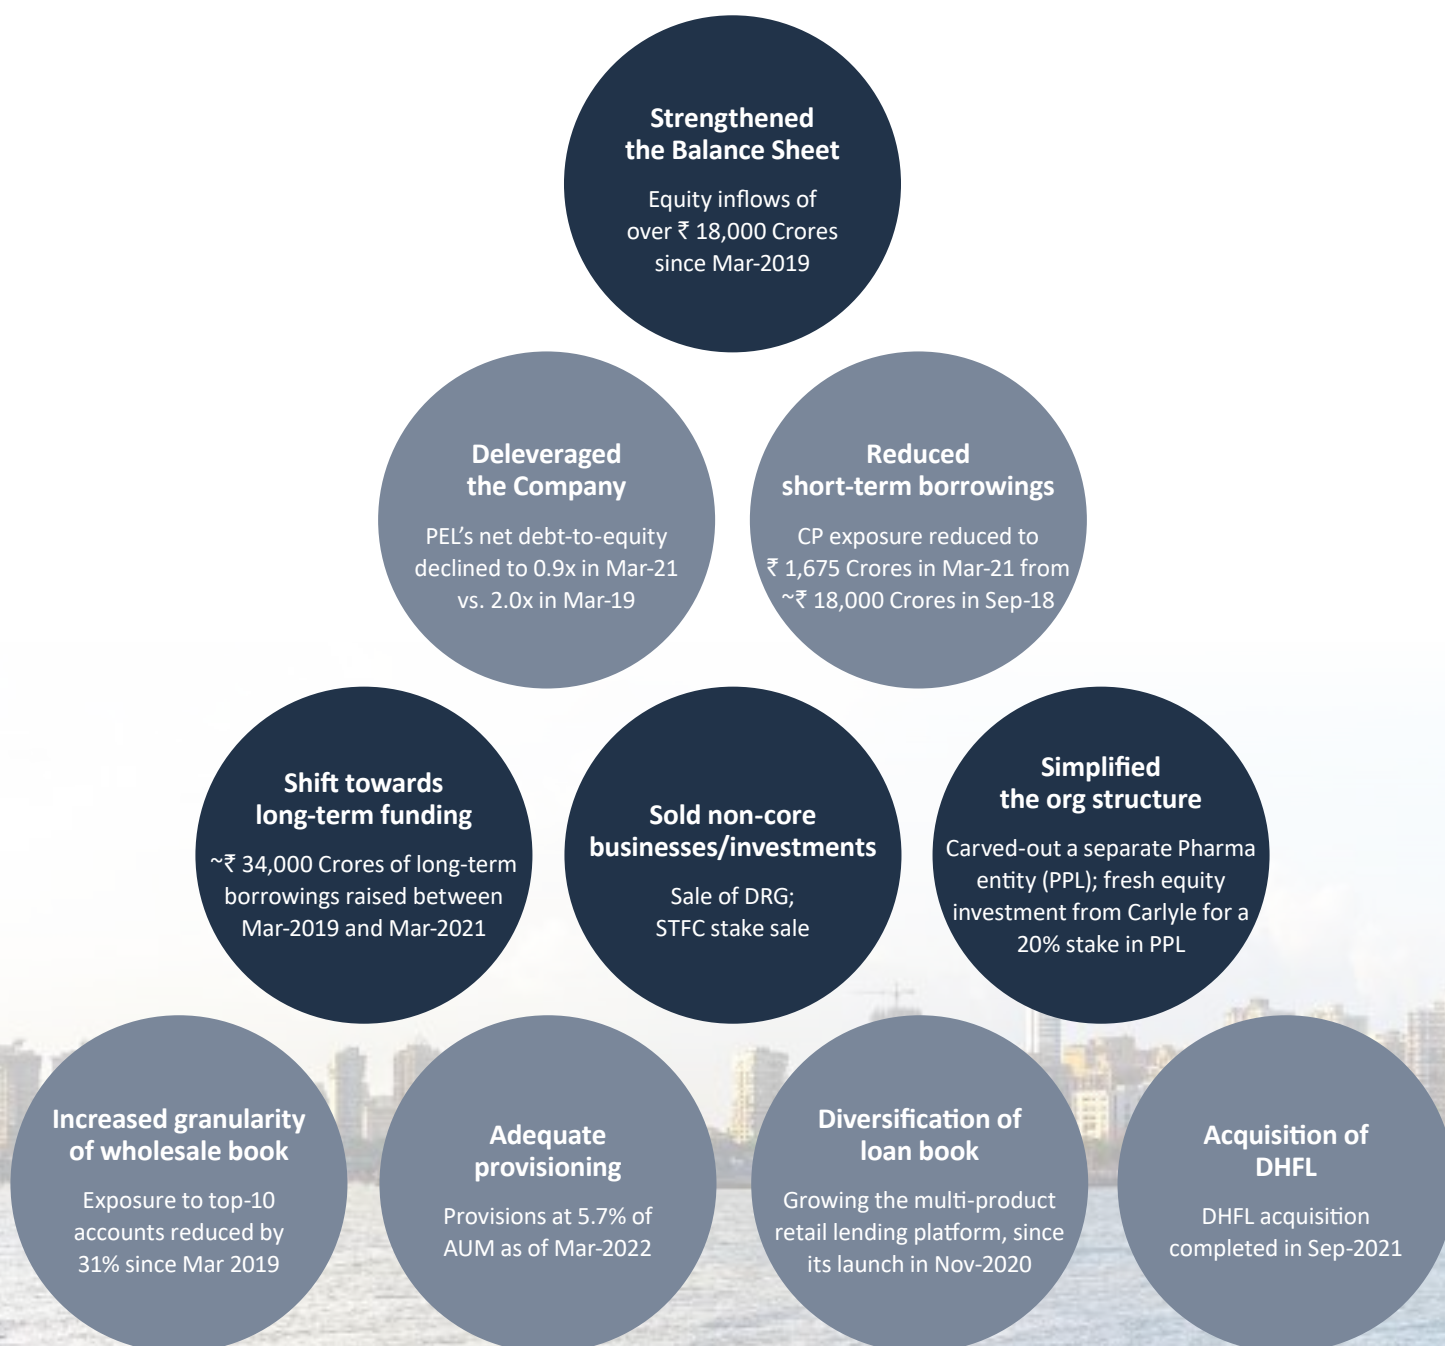 Strengthened
the Balance Sheet
Equity inflows of
over ₹ 18,000 Crores
since Mar-2019
Deleveraged
the Company
PEL’s net debt-to-equity
declined to 0.9x in Mar-21
vs. 2.0x in Mar-19
Reduced
short-term borrowings
CP exposure reduced to
₹ 1,675 Crores in Mar-21 from
~₹ 18,000 Crores in Sep-18
Shift towards
long-term funding
~₹ 34,000 Crores of long-term
borrowings raised between
Mar-2019 and Mar-2021
Sold non-core
businesses/investments
Sale of DRG;
STFC stake sale
Simplified
the org structure
Carved-out a separate Pharma
entity (PPL); fresh equity
investment from Carlyle for a
20% stake in PPL
Increased granularity
of wholesale book
Exposure to top-10
accounts reduced by
31% since Mar 2019
Adequate
provisioning
Provisions at 5.7% of
AUM as of Mar-2022
Diversification of
loan book
Growing the multi-product
retail lending platform, since
its launch in Nov-2020
Acquisition of
DHFL
DHFL acquisition
completed in Sep-2021